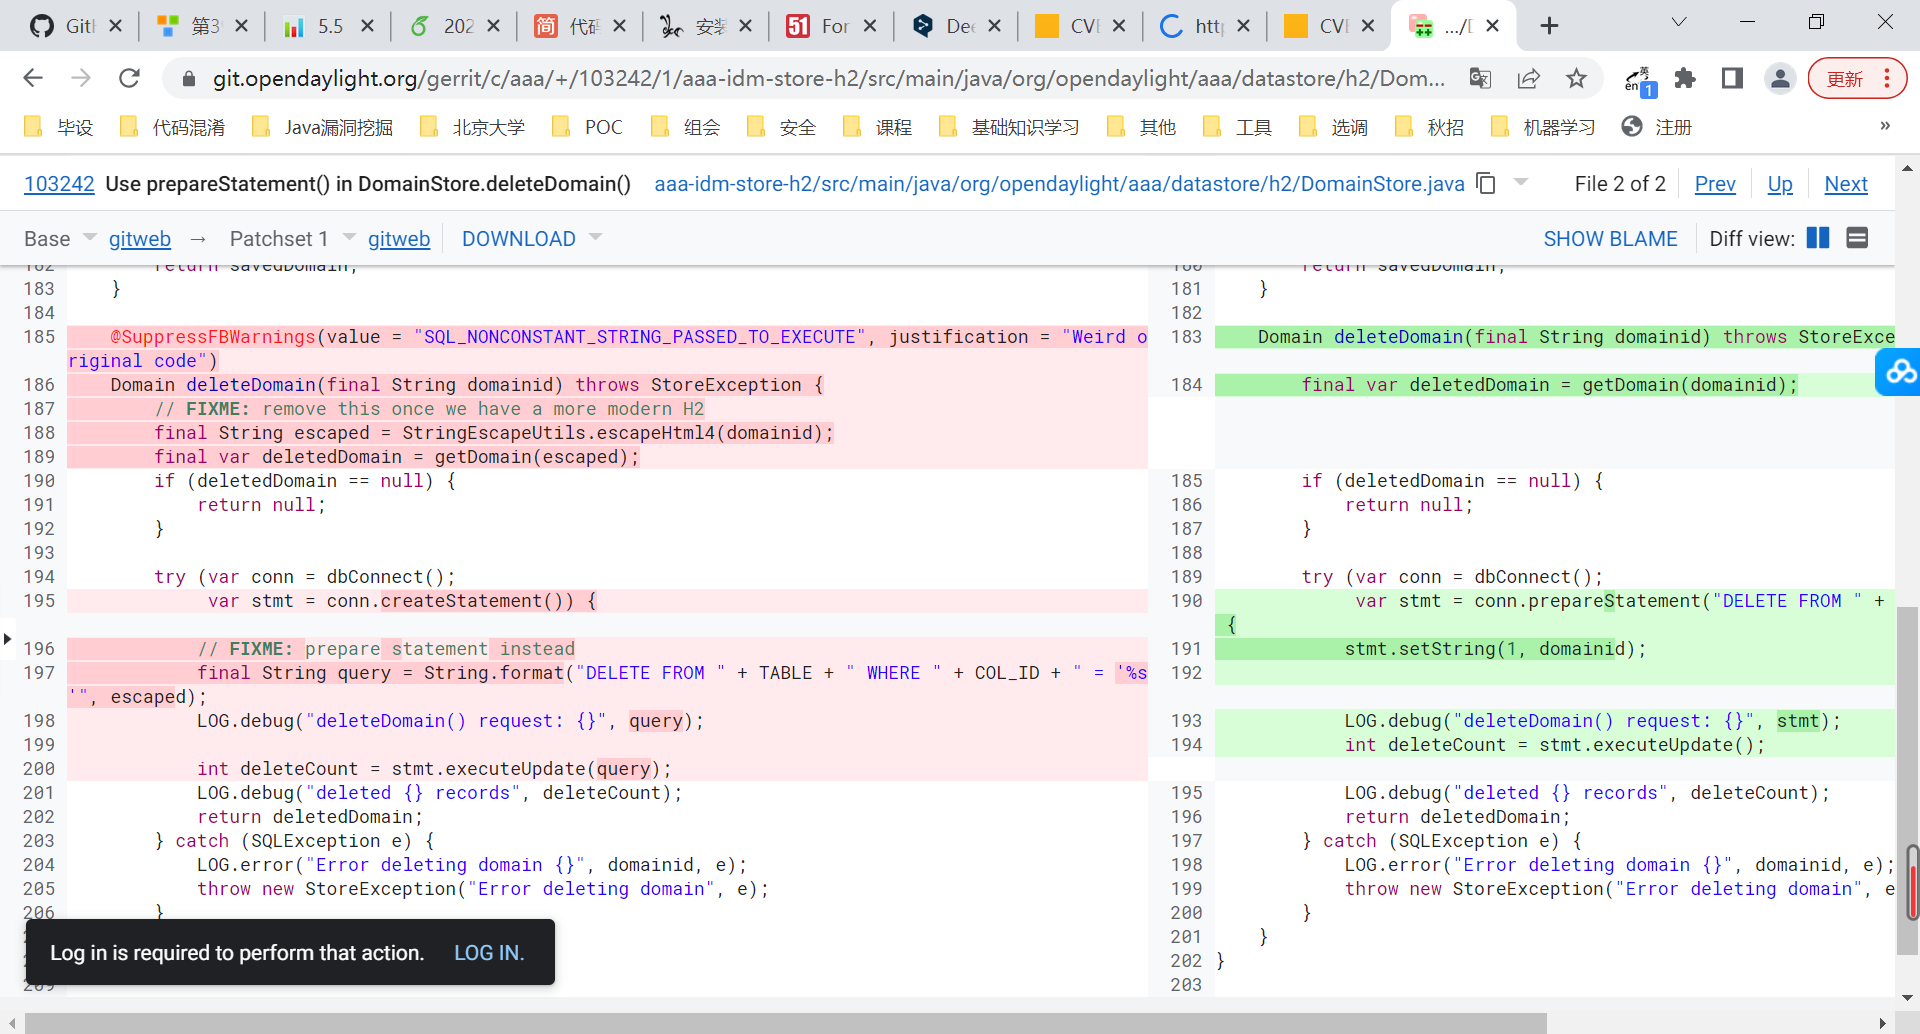 Git
第3
5.5
202
代码
安装
51 For
Dee
CVE
http
CVE
.../D
git.opendaylight.org/gerrit/c/aaa/+/103242/1/aaa-idm-store-h2/src/main/java/org/opendaylight/aaa/datastore/h2/Dom...
英 en 1
更新
毕设
代码混淆
Java漏洞挖掘
北京大学
POC
组会
安全
课程
基础知识学习
其他
工具
选调
秋招
机器学习
注册
»
103242 Use prepareStatement() in DomainStore.deleteDomain() aaa-idm-store-h2/src/main/java/org/opendaylight/aaa/datastore/h2/DomainStore.java File 2 of 2 Prev Up Next
Base gitweb → Patchset 1 gitweb DOWNLOAD SHOW BLAME Diff view:
182 return savedDomain;
183 }
184
185 @SuppressFBWarnings(value = "SQL_NONCONSTANT_STRING_PASSED_TO_EXECUTE", justification = "Weird o
riginal code")
186 Domain deleteDomain(final String domainid) throws StoreException {
187 // FIXME: remove this once we have a more modern H2
188 final String escaped = StringEscapeUtils.escapeHtml4(domainid);
189 final var deletedDomain = getDomain(escaped);
190 if (deletedDomain == null) {
191 return null;
192 }
193
194 try (var conn = dbConnect();
195 var stmt = conn.createStatement()) {
196 // FIXME: prepare statement instead
197 final String query = String.format("DELETE FROM " + TABLE + " WHERE " + COL_ID + " = '%s
'", escaped);
198 LOG.debug("deleteDomain() request: {}", query);
199
200 int deleteCount = stmt.executeUpdate(query);
201 LOG.debug("deleted {} records", deleteCount);
202 return deletedDomain;
203 } catch (SQLException e) {
204 LOG.error("Error deleting domain {}", domainid, e);
205 throw new StoreException("Error deleting domain", e);
206 }
209
180 return savedDomain;
181 }
182
183 Domain deleteDomain(final String domainid) throws StoreExce
184 final var deletedDomain = getDomain(domainid);
185 if (deletedDomain == null) {
186 return null;
187 }
188
189 try (var conn = dbConnect();
190 var stmt = conn.prepareStatement("DELETE FROM " +
{
191 stmt.setString(1, domainid);
192
193 LOG.debug("deleteDomain() request: {}", stmt);
194 int deleteCount = stmt.executeUpdate();
195 LOG.debug("deleted {} records", deleteCount);
196 return deletedDomain;
197 } catch (SQLException e) {
198 LOG.error("Error deleting domain {}", domainid, e);
199 throw new StoreException("Error deleting domain", e
200 }
201 }
202 }
203
Log in is required to perform that action. LOG IN.